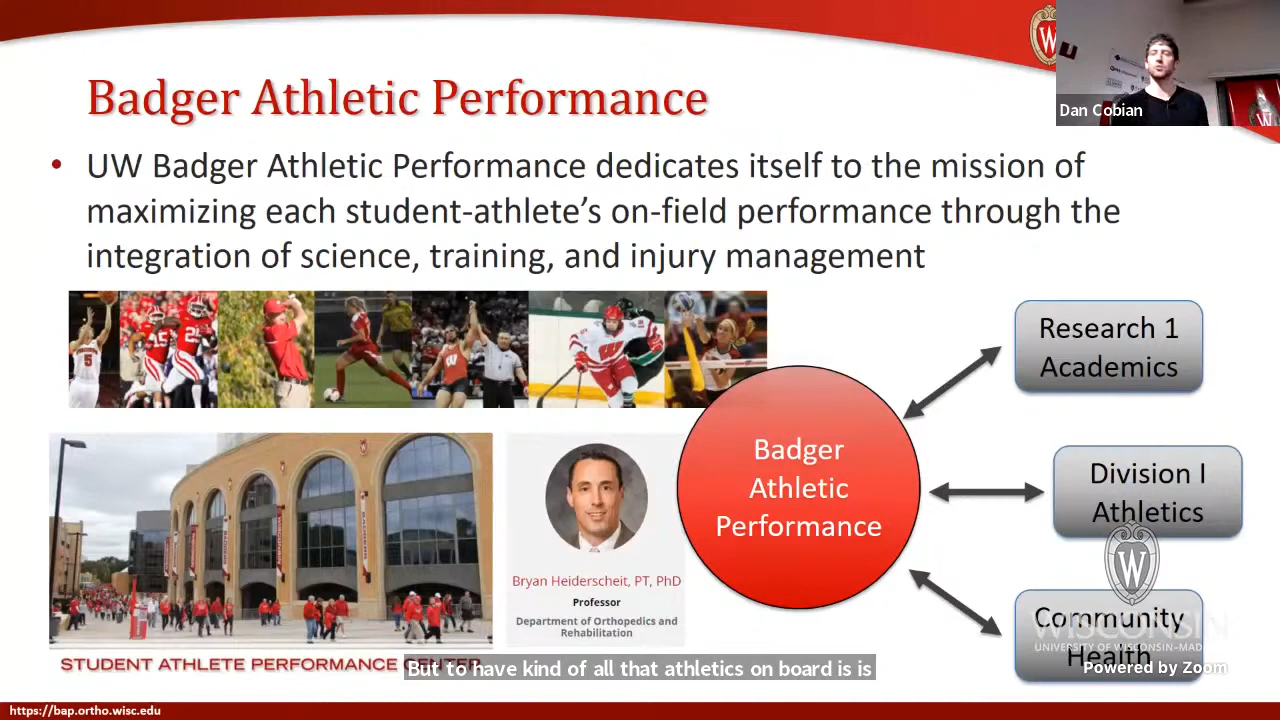 Badger Athletic Performance
Dan Cobian
• UW Badger Athletic Performance dedicates itself to the mission of
maximizing each student-athlete’s on-field performance through the
integration of science, training, and injury management
Research 1
Academics
Badger
Athletic
Performance
Division I
Athletics
Bryan Heiderscheit, PT, PhD
Professor
Department of Orthopedics and
Rehabilitation
Community
Health
W
WISCONSIN
UNIVERSITY OF WISCONSIN–MAD
Powered by Zoom
STUDENT ATHLETE PERFORMANCE CENTER
But to have kind of all that athletics on board is is
https://bap.ortho.wisc.edu